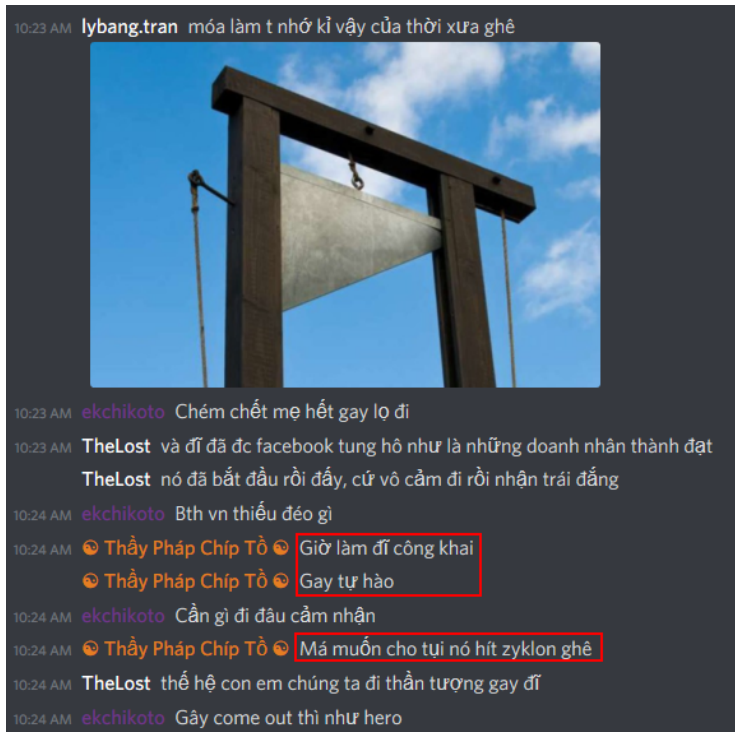 10:23 AM lybang.tran móa làm t nhớ kỉ vậy của thời xưa ghê
10:23 AM ekchikoto Chém chết mẹ hết gay lọ đi
10:23 AM TheLost và đĩ đã đc facebook tung hô như là những doanh nhân thành đạt
TheLost nó đã bắt đầu rồi đấy, cứ vô cảm đi rồi nhận trái đắng
10:24 AM ekchikoto Bth vn thiếu đéo gì
10:24 AM ☯ Thầy Pháp Chíp Tồ ☯ Giờ làm đĩ công khai
☯ Thầy Pháp Chíp Tồ ☯ Gay tự hào
10:24 AM ekchikoto Cần gì đi đâu cảm nhận
10:24 AM ☯ Thầy Pháp Chíp Tồ ☯ Má muốn cho tụi nó hít zyklon ghê
10:24 AM TheLost thế hệ con em chúng ta đi thần tượng gay đĩ
10:24 AM ekchikoto Gây come out thì như hero